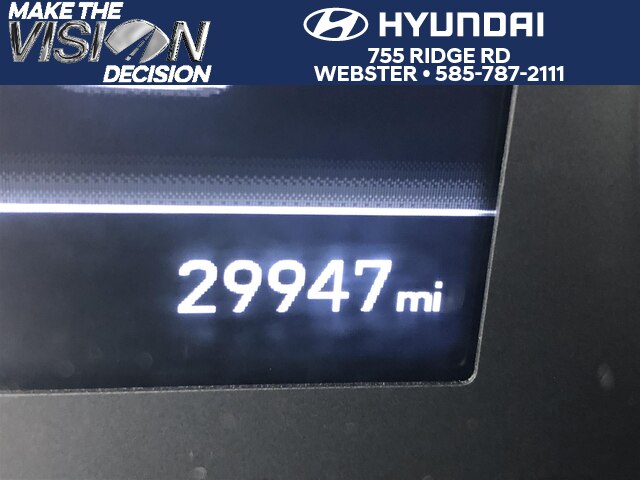 MAKE THE
VISION
DECISION
HYUNDAI
755 RIDGE RD
WEBSTER • 585-787-2111
29947 mi